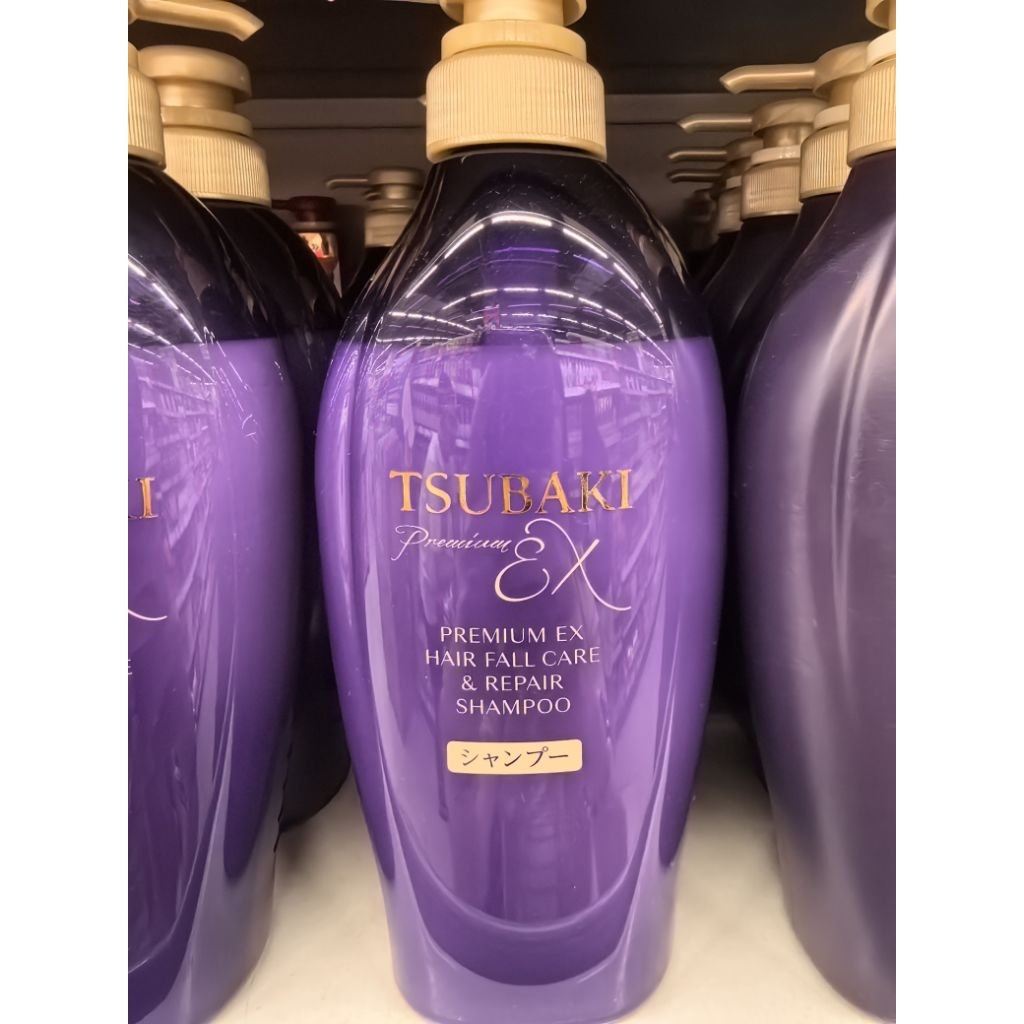 TSUBAKI
Premium EX
PREMIUM EX
HAIR FALL CARE
& REPAIR
SHAMPOO
シャンプー